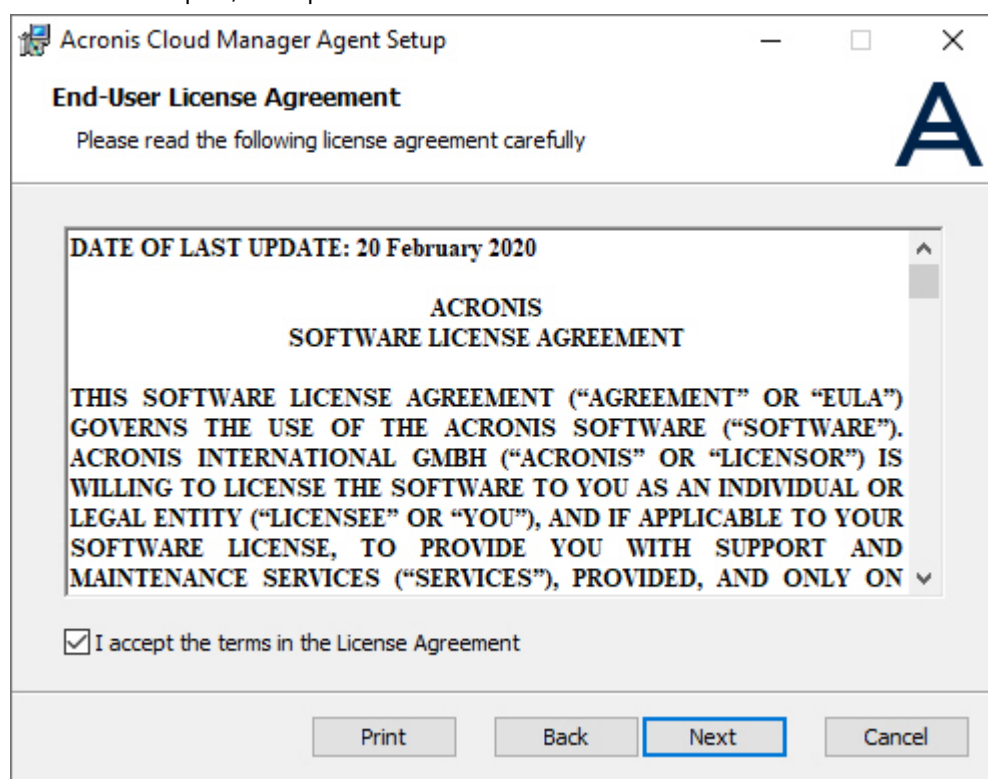 Acronis Cloud Manager Agent Setup
End-User License Agreement
Please read the following license agreement carefully
DATE OF LAST UPDATE: 20 February 2020
ACRONIS
SOFTWARE LICENSE AGREEMENT
THIS SOFTWARE LICENSE AGREEMENT (“AGREEMENT” OR “EULA”)
GOVERNS THE USE OF THE ACRONIS SOFTWARE (“SOFTWARE”).
ACRONIS INTERNATIONAL GMBH (“ACRONIS” OR “LICENSOR”) IS
WILLING TO LICENSE THE SOFTWARE TO YOU AS AN INDIVIDUAL OR
LEGAL ENTITY (“LICENSEE” OR “YOU”), AND IF APPLICABLE TO YOUR
SOFTWARE LICENSE, TO PROVIDE YOU WITH SUPPORT AND
MAINTENANCE SERVICES (“SERVICES”), PROVIDED, AND ONLY ON
I accept the terms in the License Agreement
Print Back Next Cancel